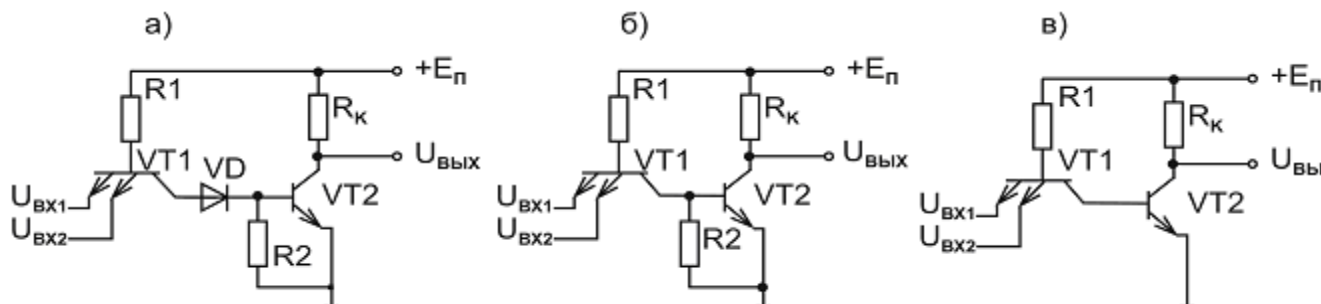 а)
R1
Rк
+Eп
VT1
VD
Uвых
Uвх1
Uвх2
VT2
R2
б)
R1
Rк
+Eп
VT1
Uвых
Uвх1
Uвх2
VT2
R2
в)
R1
Rк
+Eп
VT1
Uвы
Uвх1
Uвх2
VT2